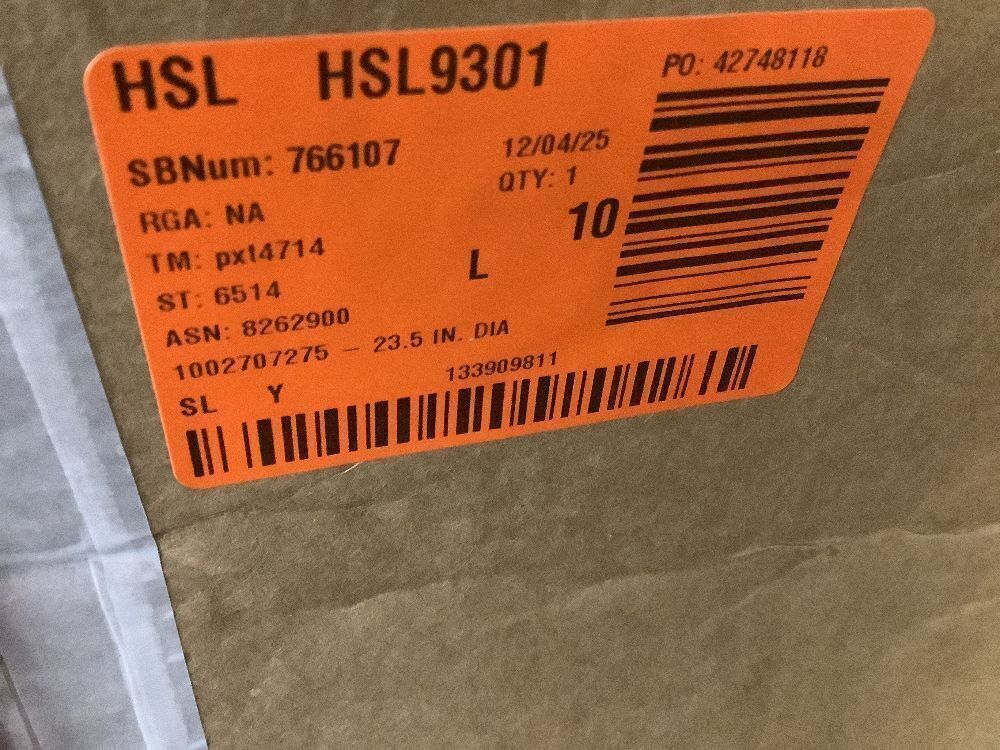 HSL HSL9301 PO: 42748118
SBNum: 766107 12/04/25
QTY: 1
RGA: NA 10
TM: pxt4714 L
ST: 6514
ASN: 8262900
1002707275 – 23.5 IN. DIA
SL Y 133909811